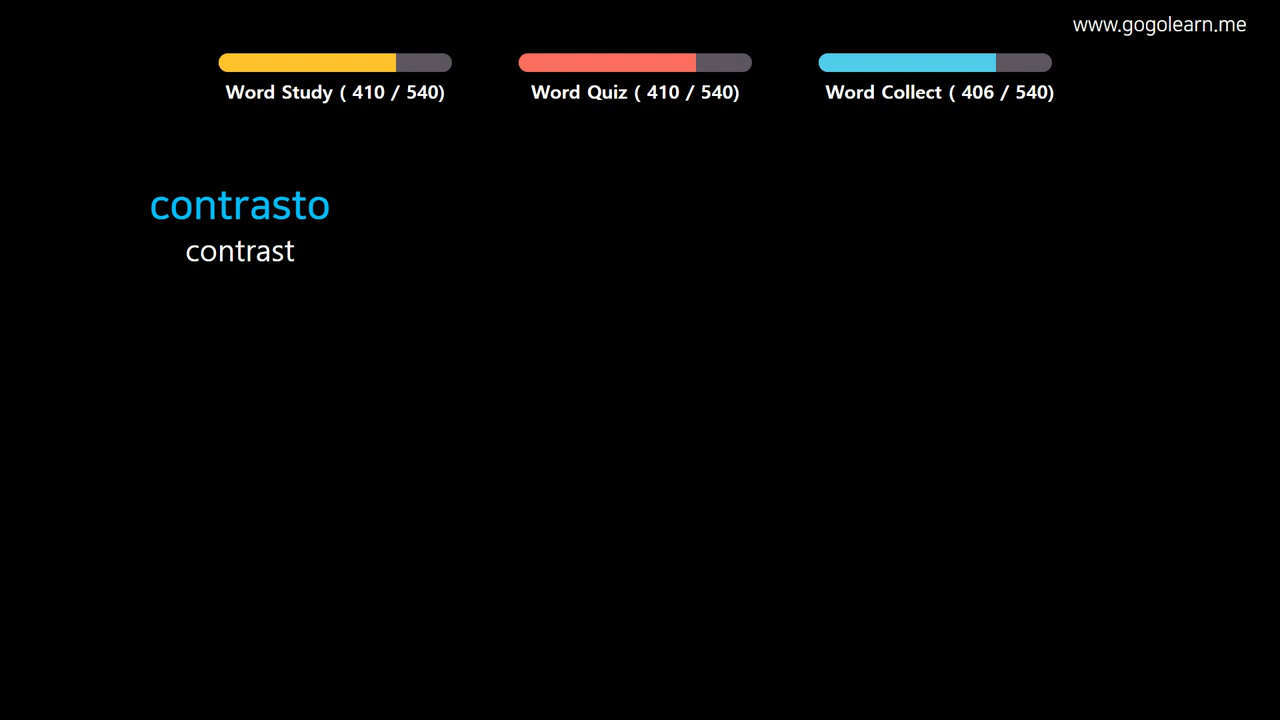 www.gogolearn.me
Word Study ( 410 / 540)
Word Quiz ( 410 / 540)
Word Collect ( 406 / 540)
contrasto
contrast